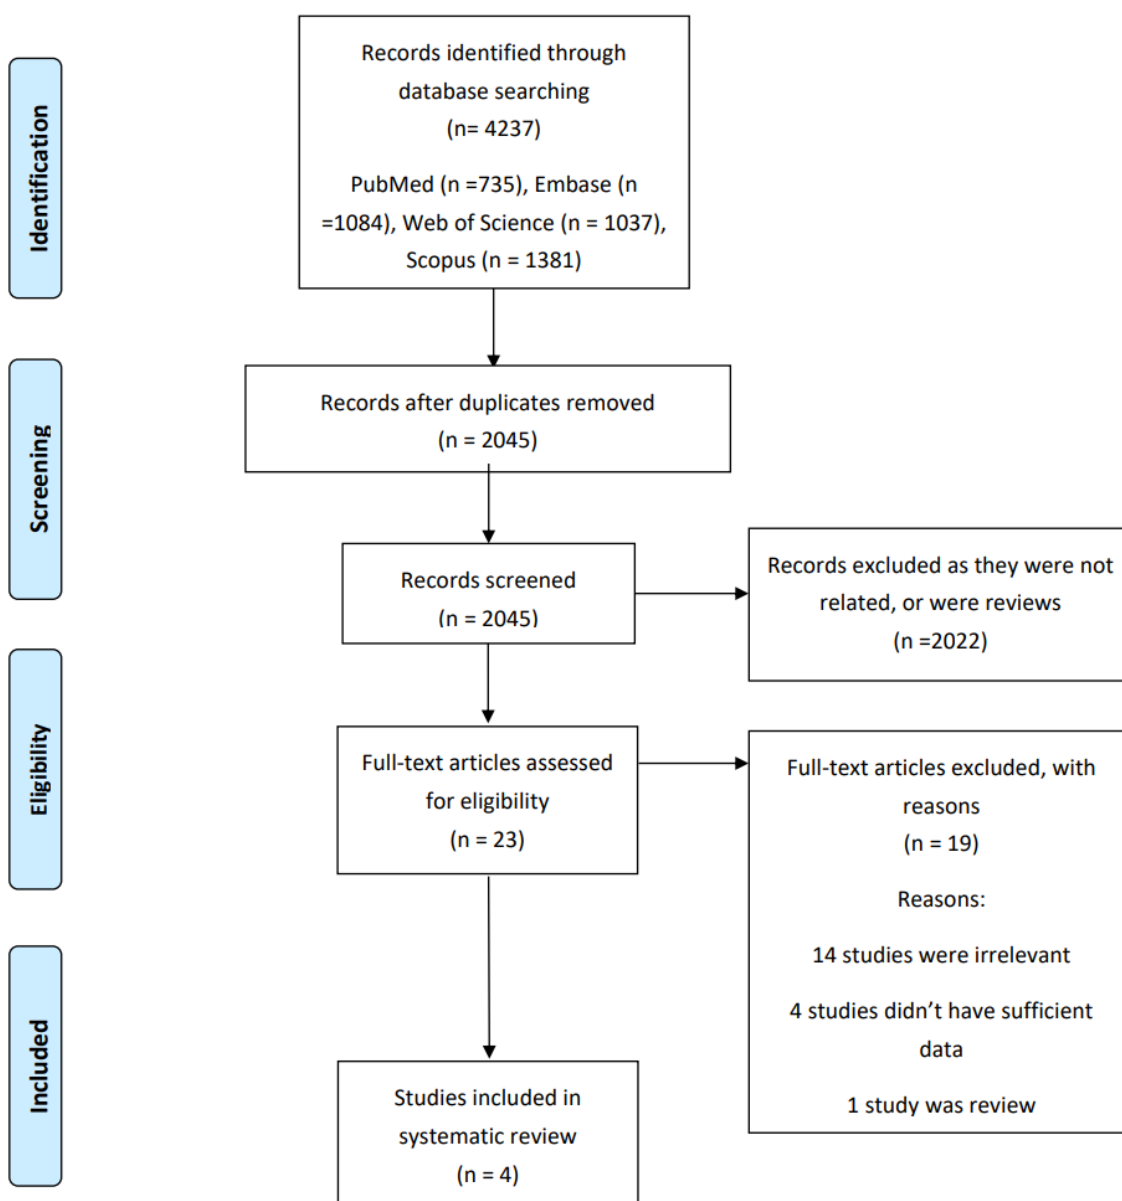 Identification
Records identified through
database searching
(n= 4237)
PubMed (n =735), Embase (n
=1084), Web of Science (n = 1037),
Scopus (n = 1381)
Screening
Records after duplicates removed
(n = 2045)
Records screened
(n = 2045)
Records excluded as they were not
related, or were reviews
(n =2022)
Eligibility
Full-text articles assessed
for eligibility
(n = 23)
Full-text articles excluded, with
reasons
(n = 19)
Reasons:
14 studies were irrelevant
4 studies didn’t have sufficient
data
1 study was review
Included
Studies included in
systematic review
(n = 4)